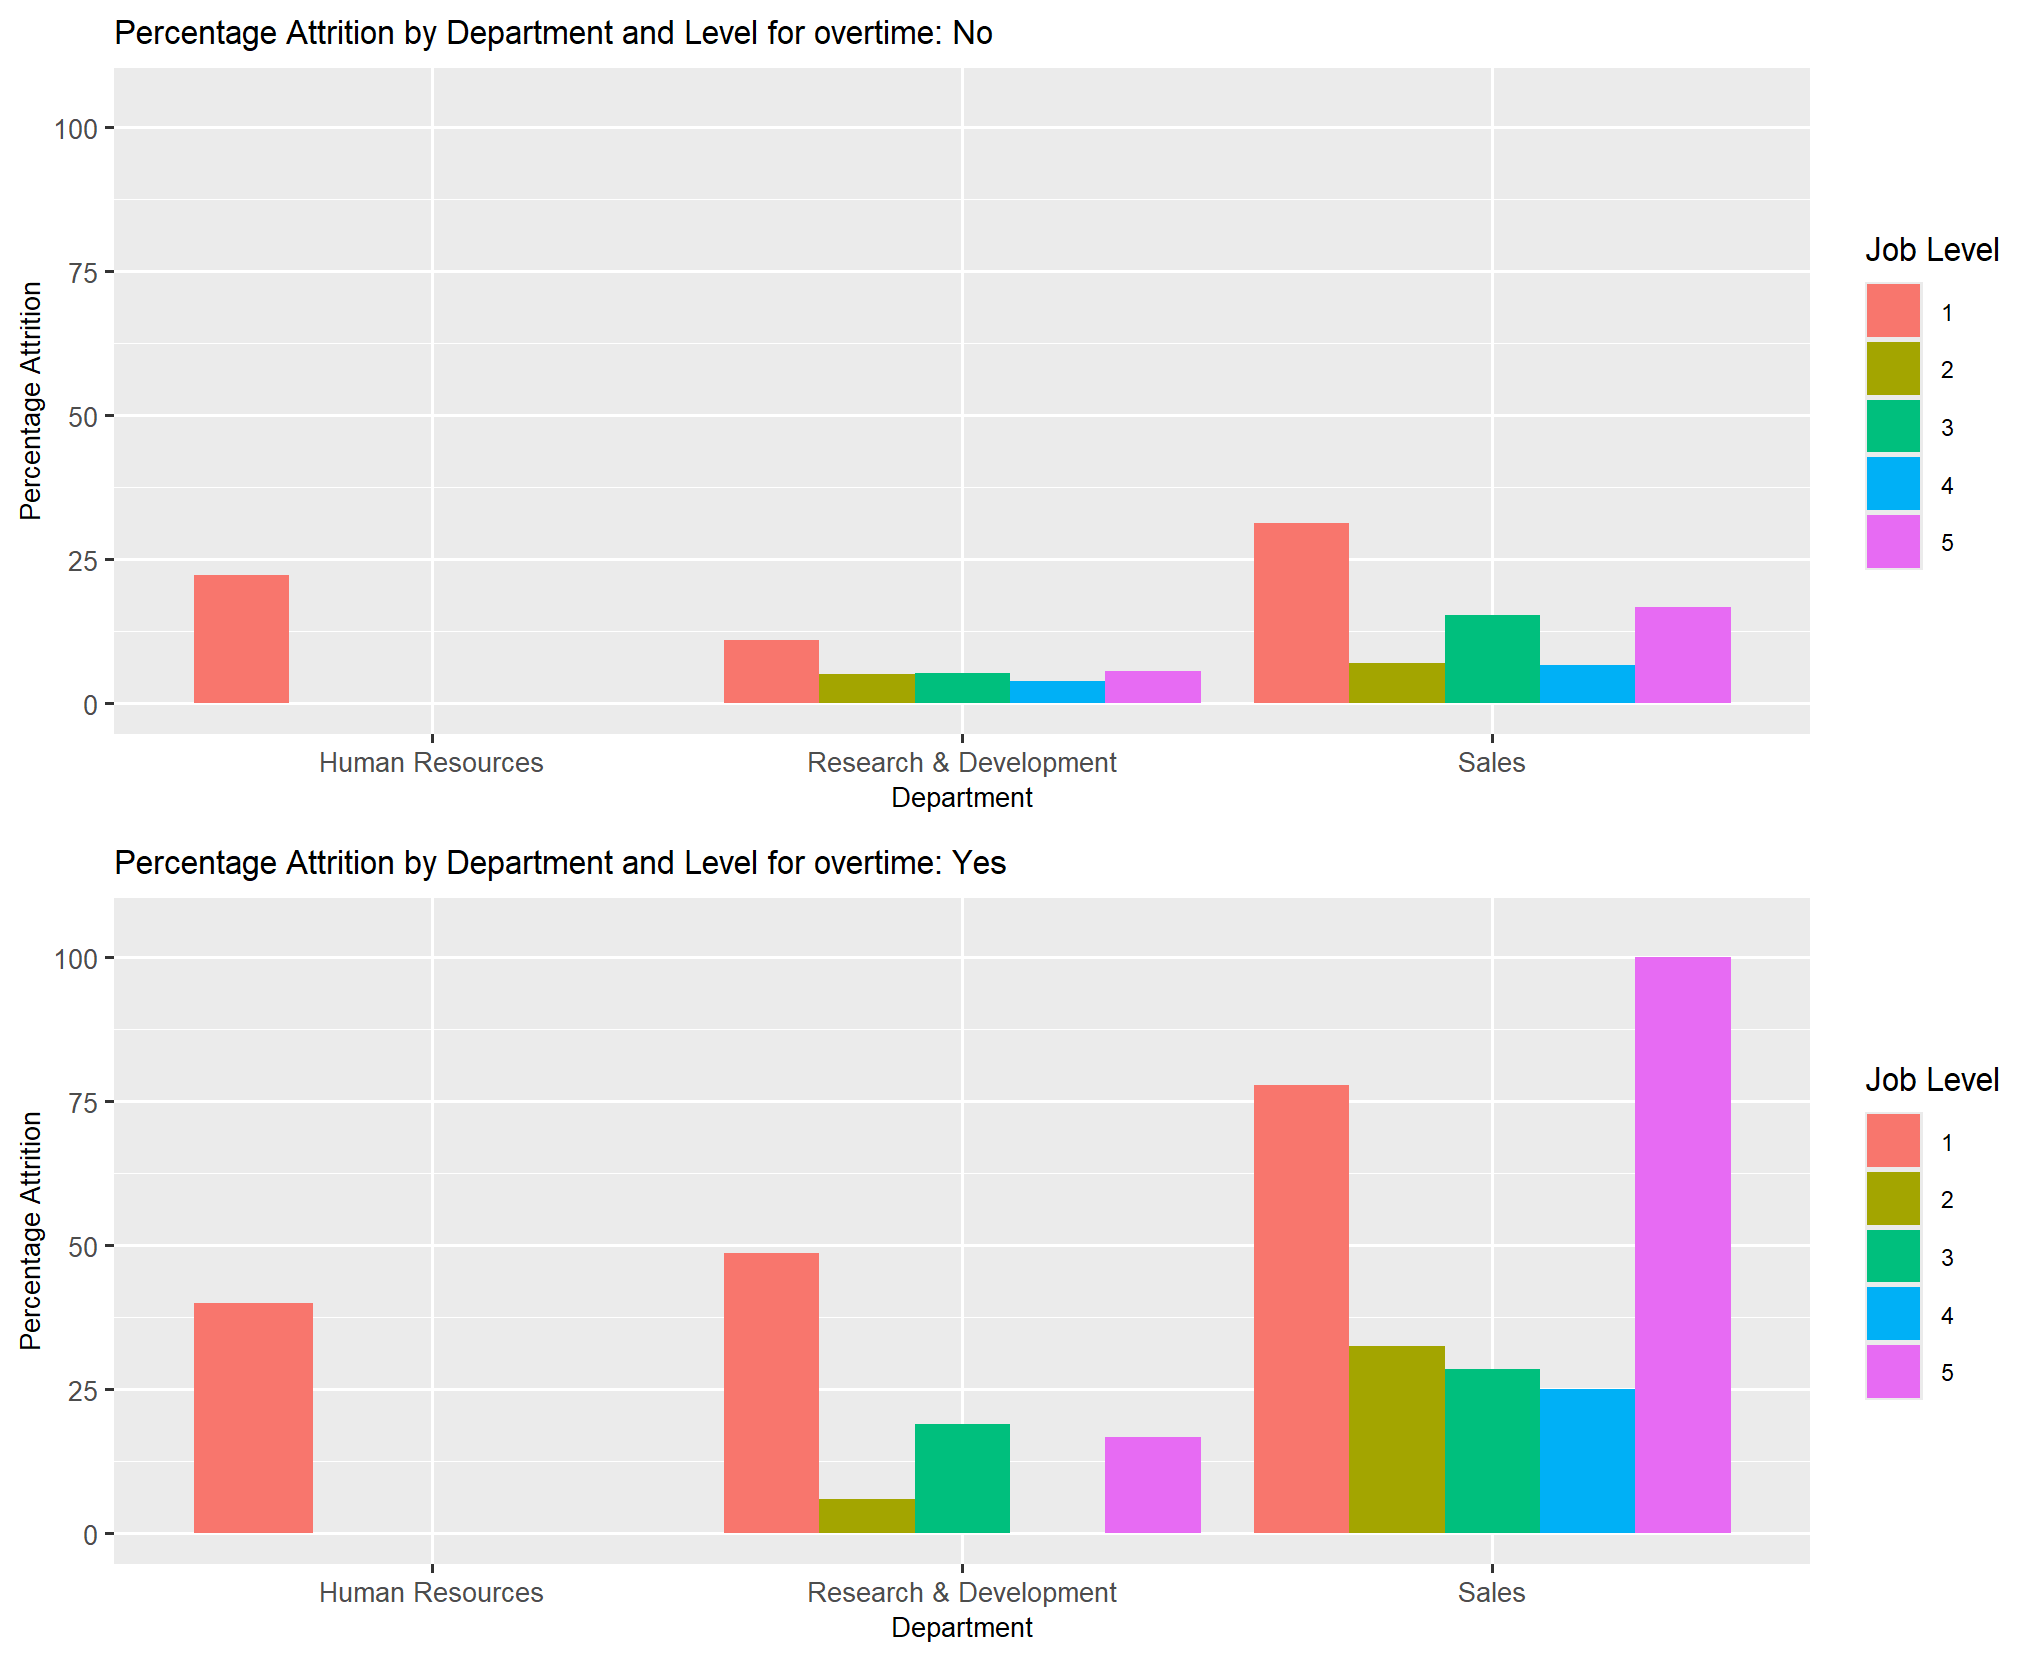 Percentage Attrition by Department and Level for overtime: No
Percentage Attrition
100
75
50
25
0
Human Resources
Research & Development
Sales
Department
Job Level
1
2
3
4
5
Percentage Attrition by Department and Level for overtime: Yes
Percentage Attrition
100
75
50
25
0
Human Resources
Research & Development
Sales
Department
Job Level
1
2
3
4
5